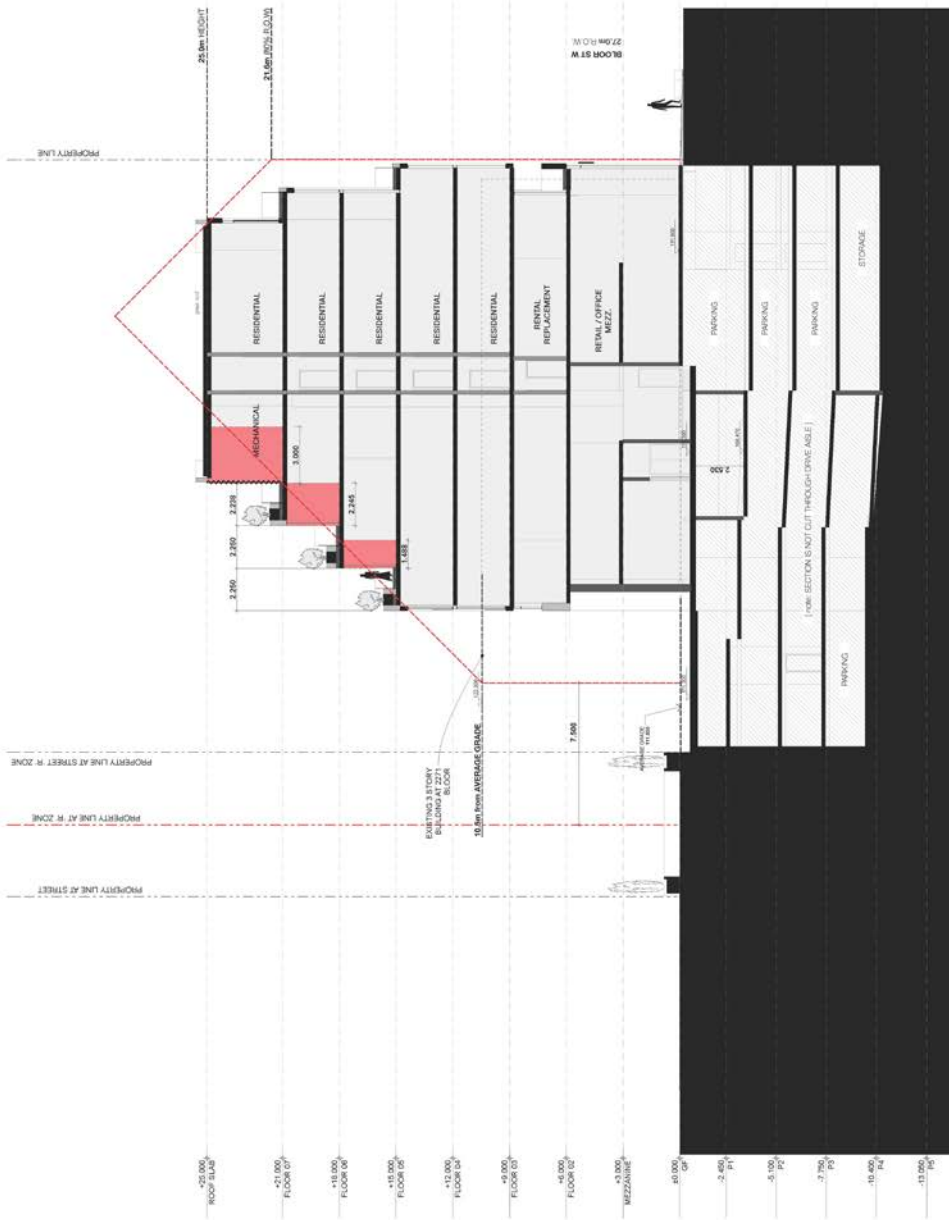 PROPERTY LINE
25.0m HEIGHT
21.6m (80% R.O.W)
BLOOR ST W
27.0m R.O.W.
RESIDENTIAL
RESIDENTIAL
RESIDENTIAL
RESIDENTIAL
RESIDENTIAL
RENTAL
REPLACEMENT
RETAIL / OFFICE
MEZZ.
MECHANICAL
3.000
2.245
1.488
2.228
2.250
2.250
PARKING
PARKING
PARKING
STORAGE
2.530
[ note: SECTION IS NOT CUT THROUGH DRIVE AISLE ]
PARKING
EXISTING 3 STORY
BUILDING AT 2271
BLOOR
10.5m from AVERAGE GRADE
7.500
AVERAGE GRADE
PROPERTY LINE AT STREET 'R' ZONE
PROPERTY LINE AT 'R' ZONE
PROPERTY LINE AT STREET
ROOF SLAB
+21.000
FLOOR 07
+18.000
FLOOR 06
+15.000
FLOOR 05
+12.000
FLOOR 04
+9.000
FLOOR 03
+6.000
FLOOR 02
+3.000
MEZZANINE
±0.000
GF
-2.450
P1
-5.100
P2
-7.750
P3
-10.400
P4
-13.050
P5